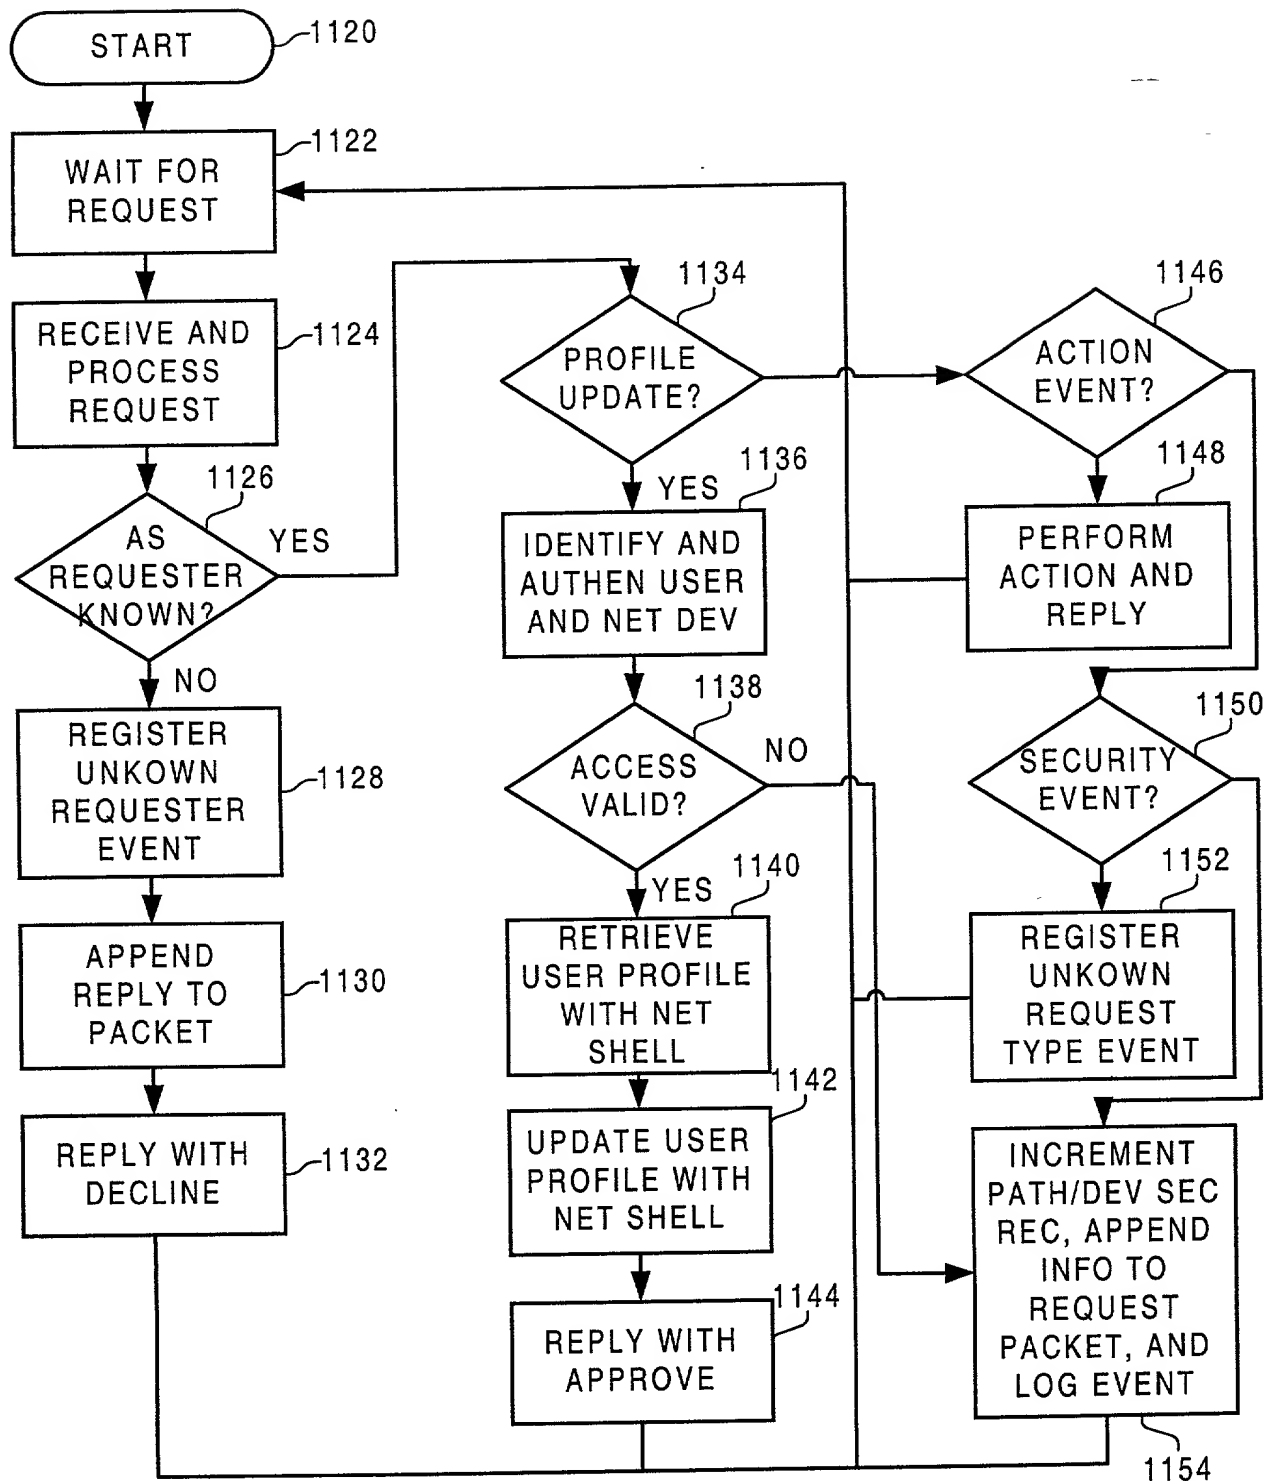 START
1120
WAIT FOR
REQUEST
1122
RECEIVE AND
PROCESS
REQUEST
1124
AS
REQUESTER
KNOWN?
1126
YES
NO
REGISTER
UNKOWN
REQUESTER
EVENT
1128
APPEND
REPLY TO
PACKET
1130
REPLY WITH
DECLINE
1132
PROFILE
UPDATE?
1134
YES
IDENTIFY AND
AUTHEN USER
AND NET DEV
1136
ACCESS
VALID?
1138
NO
YES
RETRIEVE
USER PROFILE
WITH NET
SHELL
1140
UPDATE USER
PROFILE WITH
NET SHELL
1142
REPLY WITH
APPROVE
1144
ACTION
EVENT?
1146
PERFORM
ACTION AND
REPLY
1148
SECURITY
EVENT?
1150
REGISTER
UNKOWN
REQUEST
TYPE EVENT
1152
INCREMENT
PATH/DEV SEC
REC, APPEND
INFO TO
REQUEST
PACKET, AND
LOG EVENT
1154